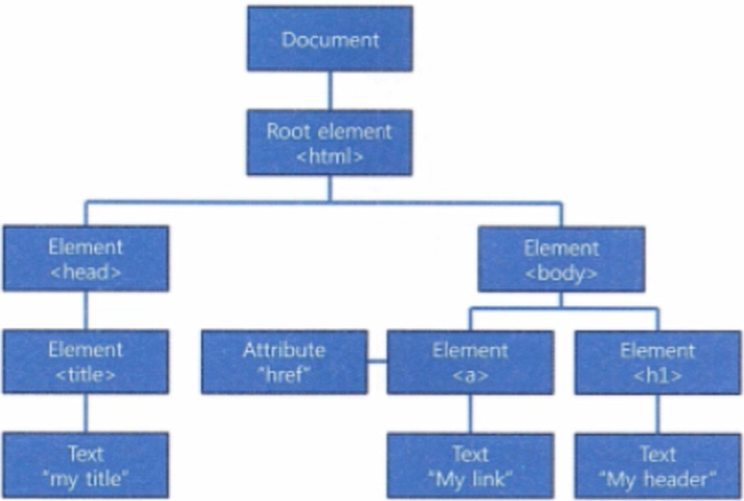 Document
Root element
<html>
Element
<head>
Element
<body>
Element
<title>
Attribute
"href"
Element
<a>
Element
<h1>
Text
"my title"
Text
"My link"
Text
"My header"